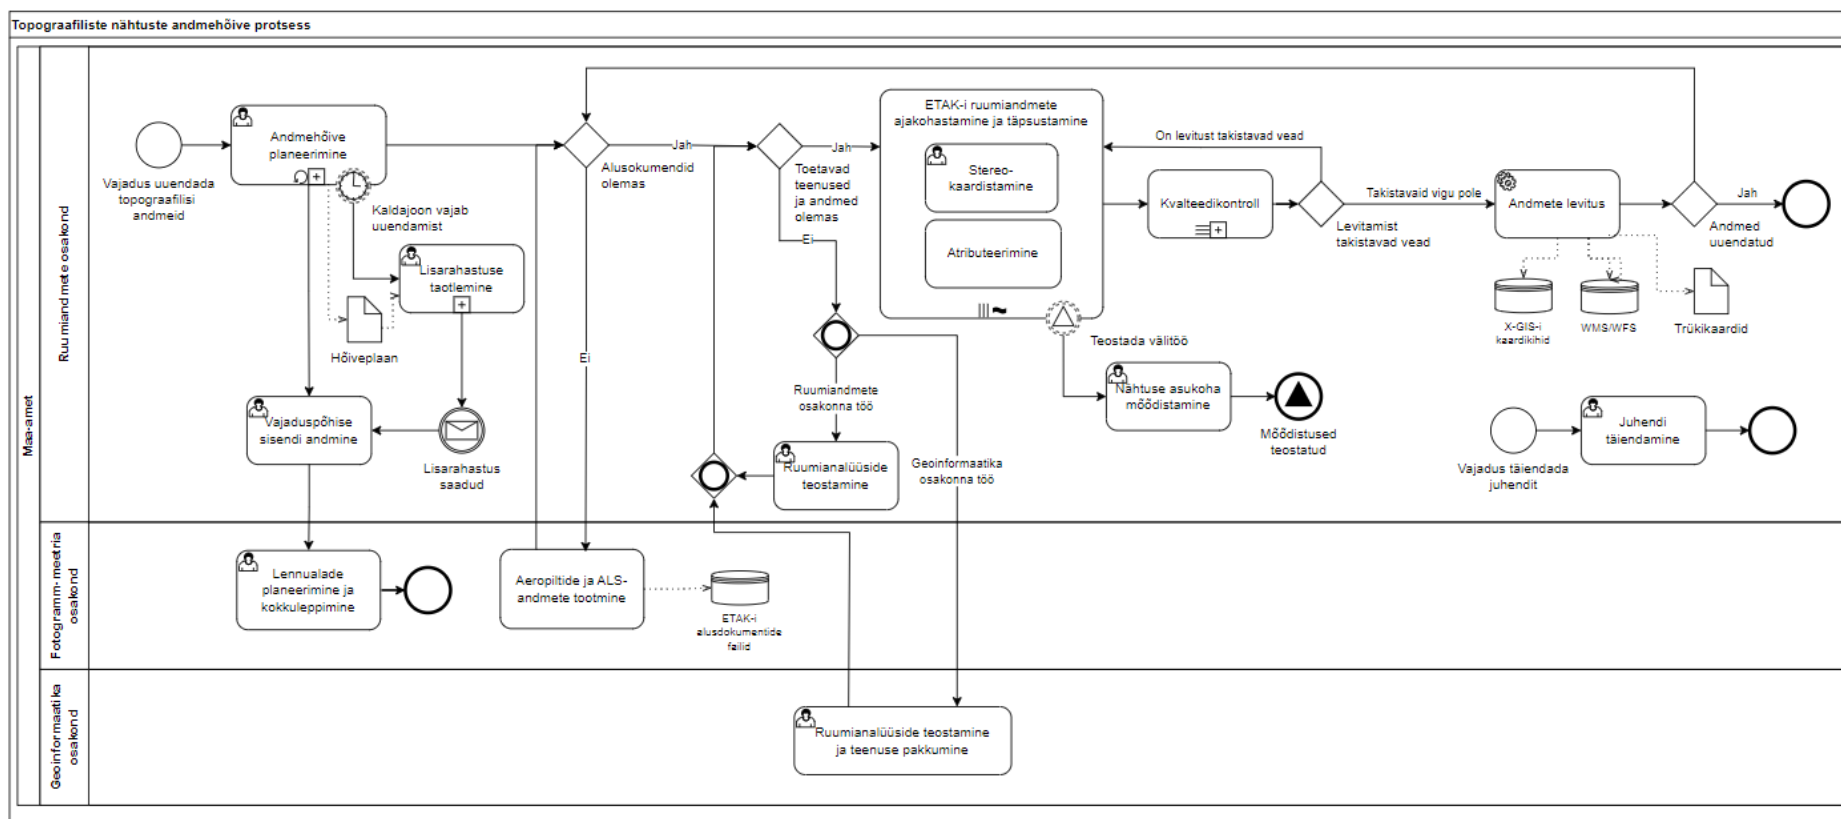 Topograafiliste nähtuste andmehõive protsess
Maa-amet
Ruumiandmete osakond
Vajadus uuendada
topograafilisi
andmeid
Andmehõive
planeerimine
Kaldajoon vajab
uuendamist
Lisarahastuse
taotlemine
Hõiveplaan
Vajaduspõhise
sisendi andmine
Lisarahastus
saadud
Alusokumendid
olemas
Jah
Ei
Toetavad
teenused
ja andmed
olemas
Jah
Ei
Ruumiandmete
osakonna töö
Geoinformaatika
osakonna töö
Ruumianalüüside
teostamine
ETAK-i ruumiandmete
ajakohastamine ja täpsustamine
Stereo-
kaardistamine
Atributeerimine
Teostada välitöö
Nähtuse asukoha
mõõdistamine
Mõõdistused
teostatud
Kvalteedikontroll
On levitust takistavad vead
Levitamist
takistavad vead
Takistavaid vigu pole
Andmete levitus
X-GIS-i
kaardikihid
WMS/WFS
Trükikaardid
Jah
Andmed
uuendatud
Vajadus täiendada
juhendit
Juhendi
täiendamine
Fotogramm-meetria
osakond
Lennualade
planeerimine ja
kokkuleppimine
Aeropiltide ja ALS-
andmete tootmine
ETAK-i
alusdokumentide
failid
Geoinformaatika
osakond
Ruumianalüüside teostamine
ja teenuse pakkumine